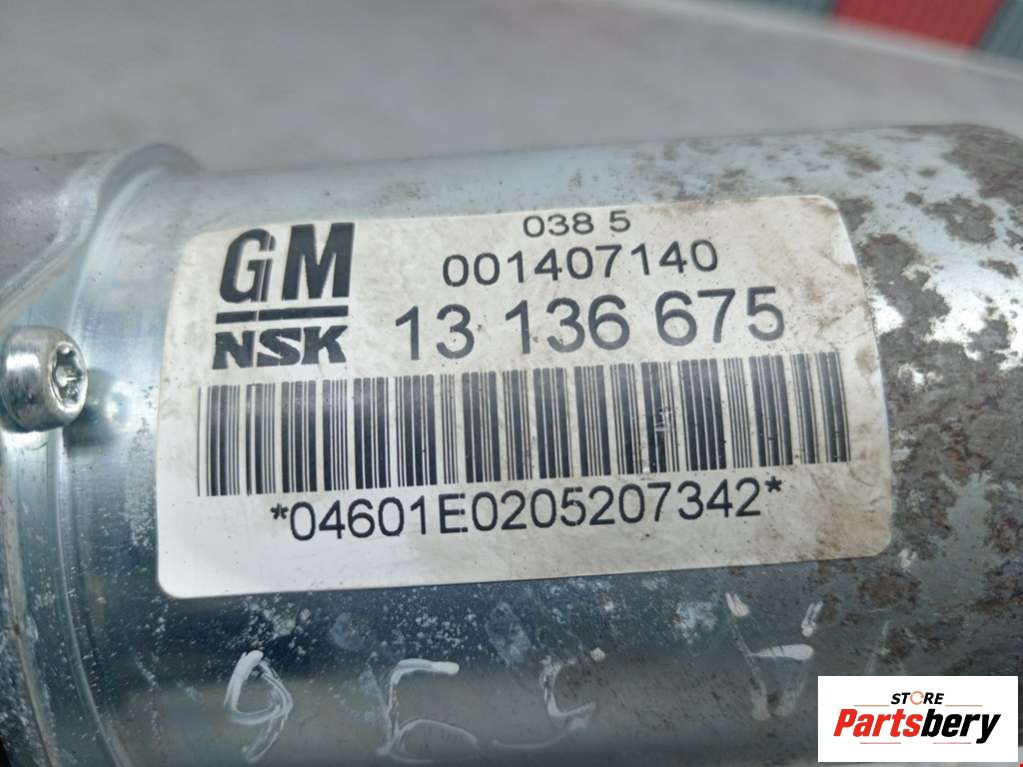 GM
NSK
038 5
001407140
13 136 675
*04601E0205207342*
STORE
Partsbery